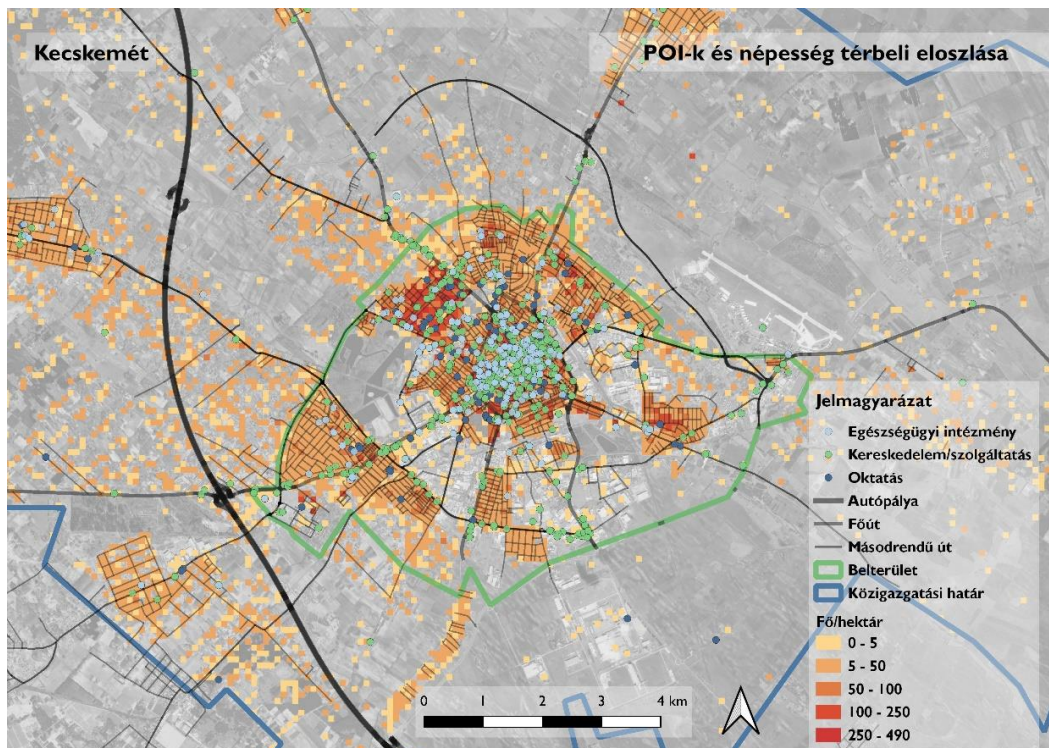 Kecskemét
POI-k és népesség térbeli eloszlása
Jelmagyarázat
Egészségügyi intézmény
Kereskedelem/szolgáltatás
Oktatás
Autópálya
Főút
Másodrendű út
Belterület
Közigazgatási határ
Fő/hektár
0 - 5
5 - 50
50 - 100
100 - 250
250 - 490
0 1 2 3 4 km